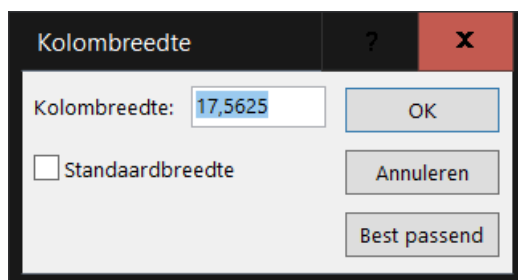 Kolombreedte ? x
Kolombreedte: 17,5625 OK
Standaardbreedte Annuleren
Best passend